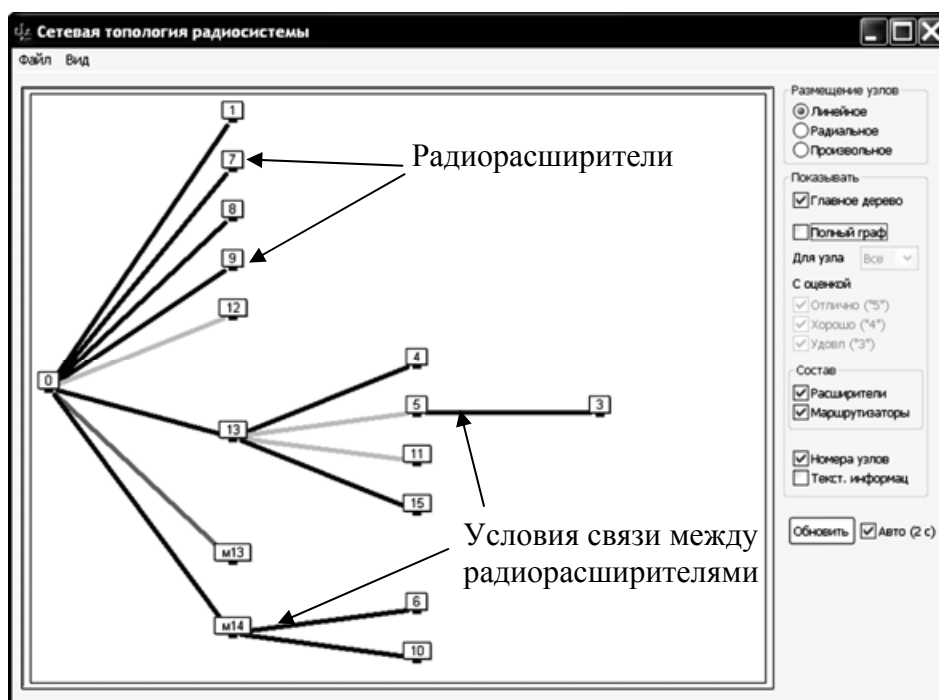 Сетевая топология радиосистемы
Файл Вид
1
7
8
9
12
0
4
5
3
13
11
15
м13
6
м14
10
Радиорасширители
Условия связи между
радиорасширителями
Размещение узлов
Линейное
Радиальное
Произвольное
Показывать
Главное дерево
Полный граф
Для узла Все
С оценкой
Отлично ("5")
Хорошо ("4")
Удовл ("3")
Состав
Расширители
Маршрутизаторы
Номера узлов
Текст. информац
Обновить Авто (2 с)